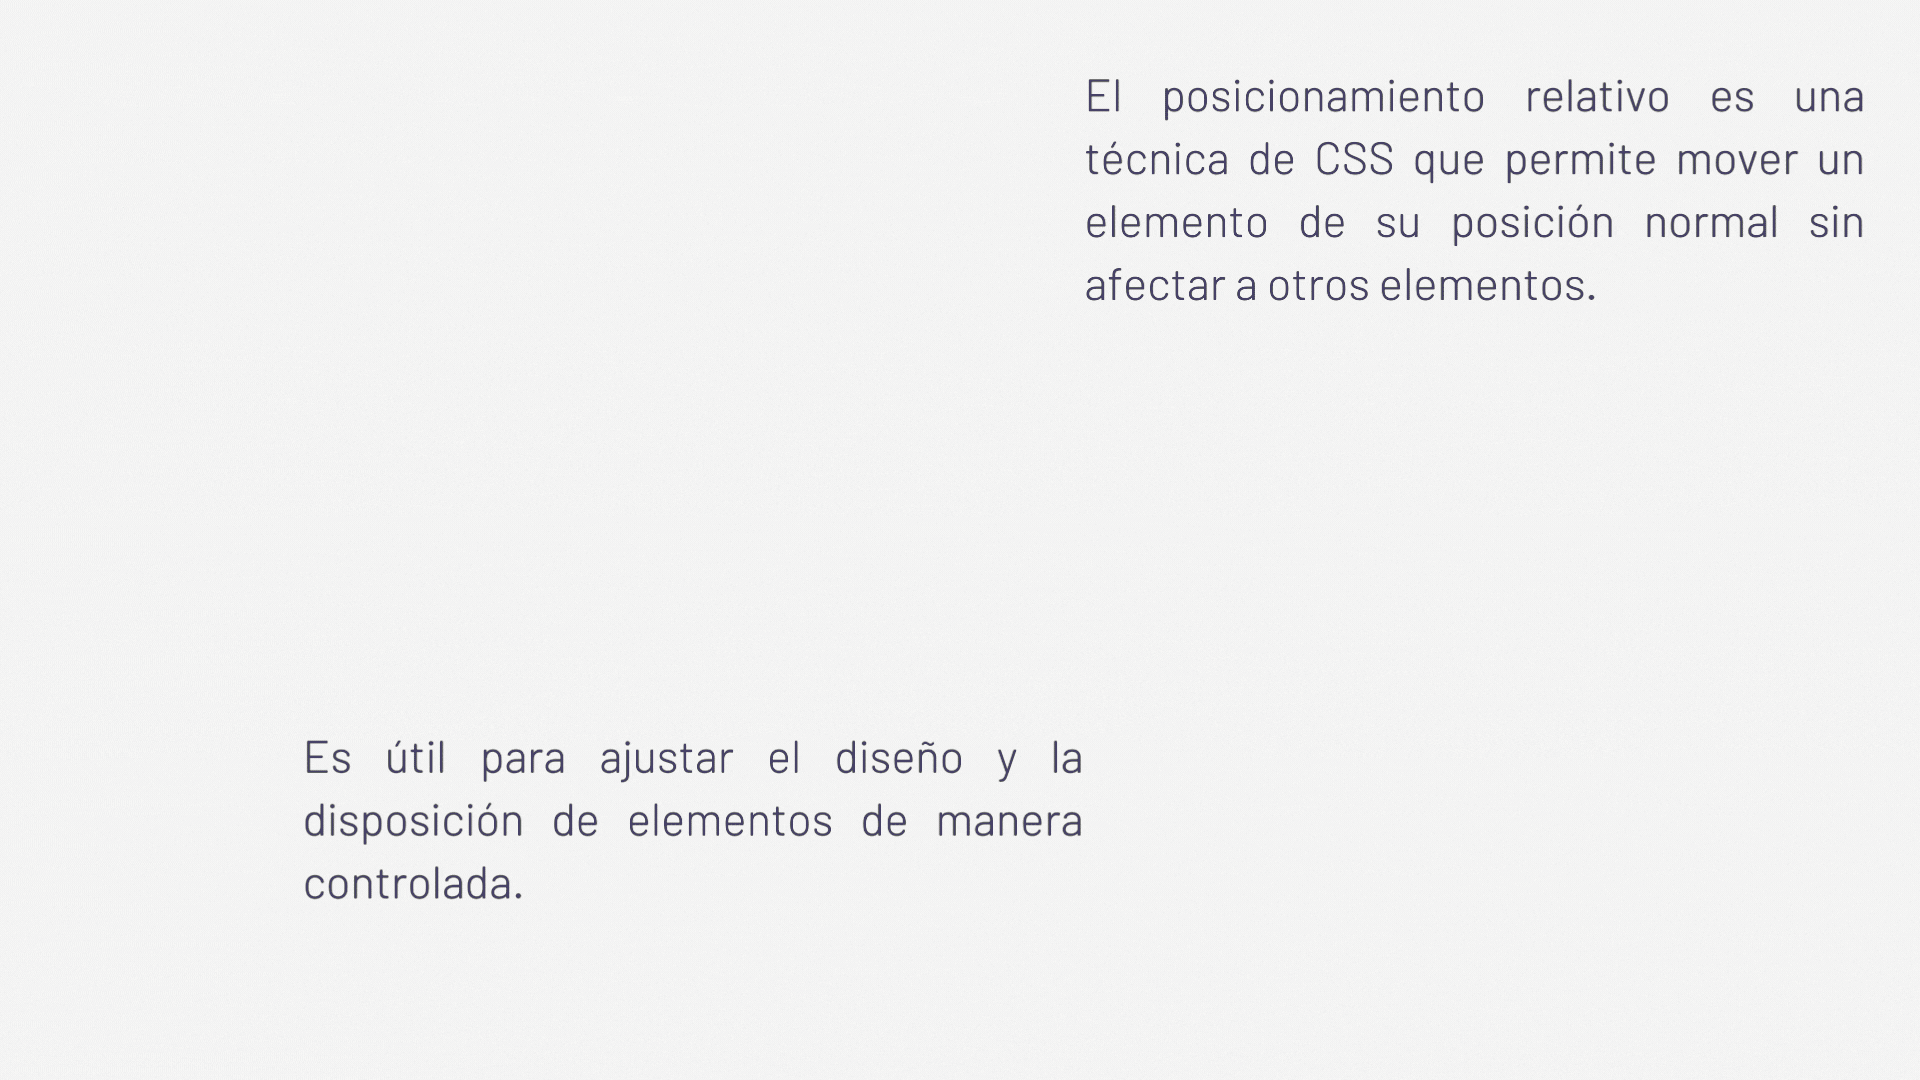 El posicionamiento relativo es una
técnica de CSS que permite mover un
elemento de su posición normal sin
afectar a otros elementos.
Es útil para ajustar el diseño y la
disposición de elementos de manera
controlada.